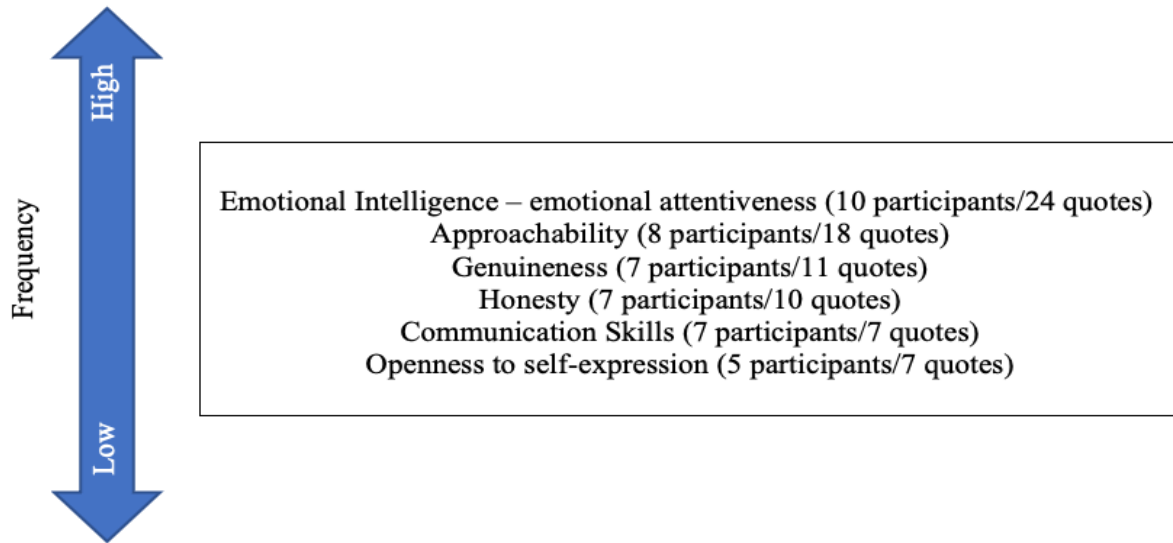 High
Frequency
Low
Emotional Intelligence – emotional attentiveness (10 participants/24 quotes)
Approachability (8 participants/18 quotes)
Genuineness (7 participants/11 quotes)
Honesty (7 participants/10 quotes)
Communication Skills (7 participants/7 quotes)
Openness to self-expression (5 participants/7 quotes)